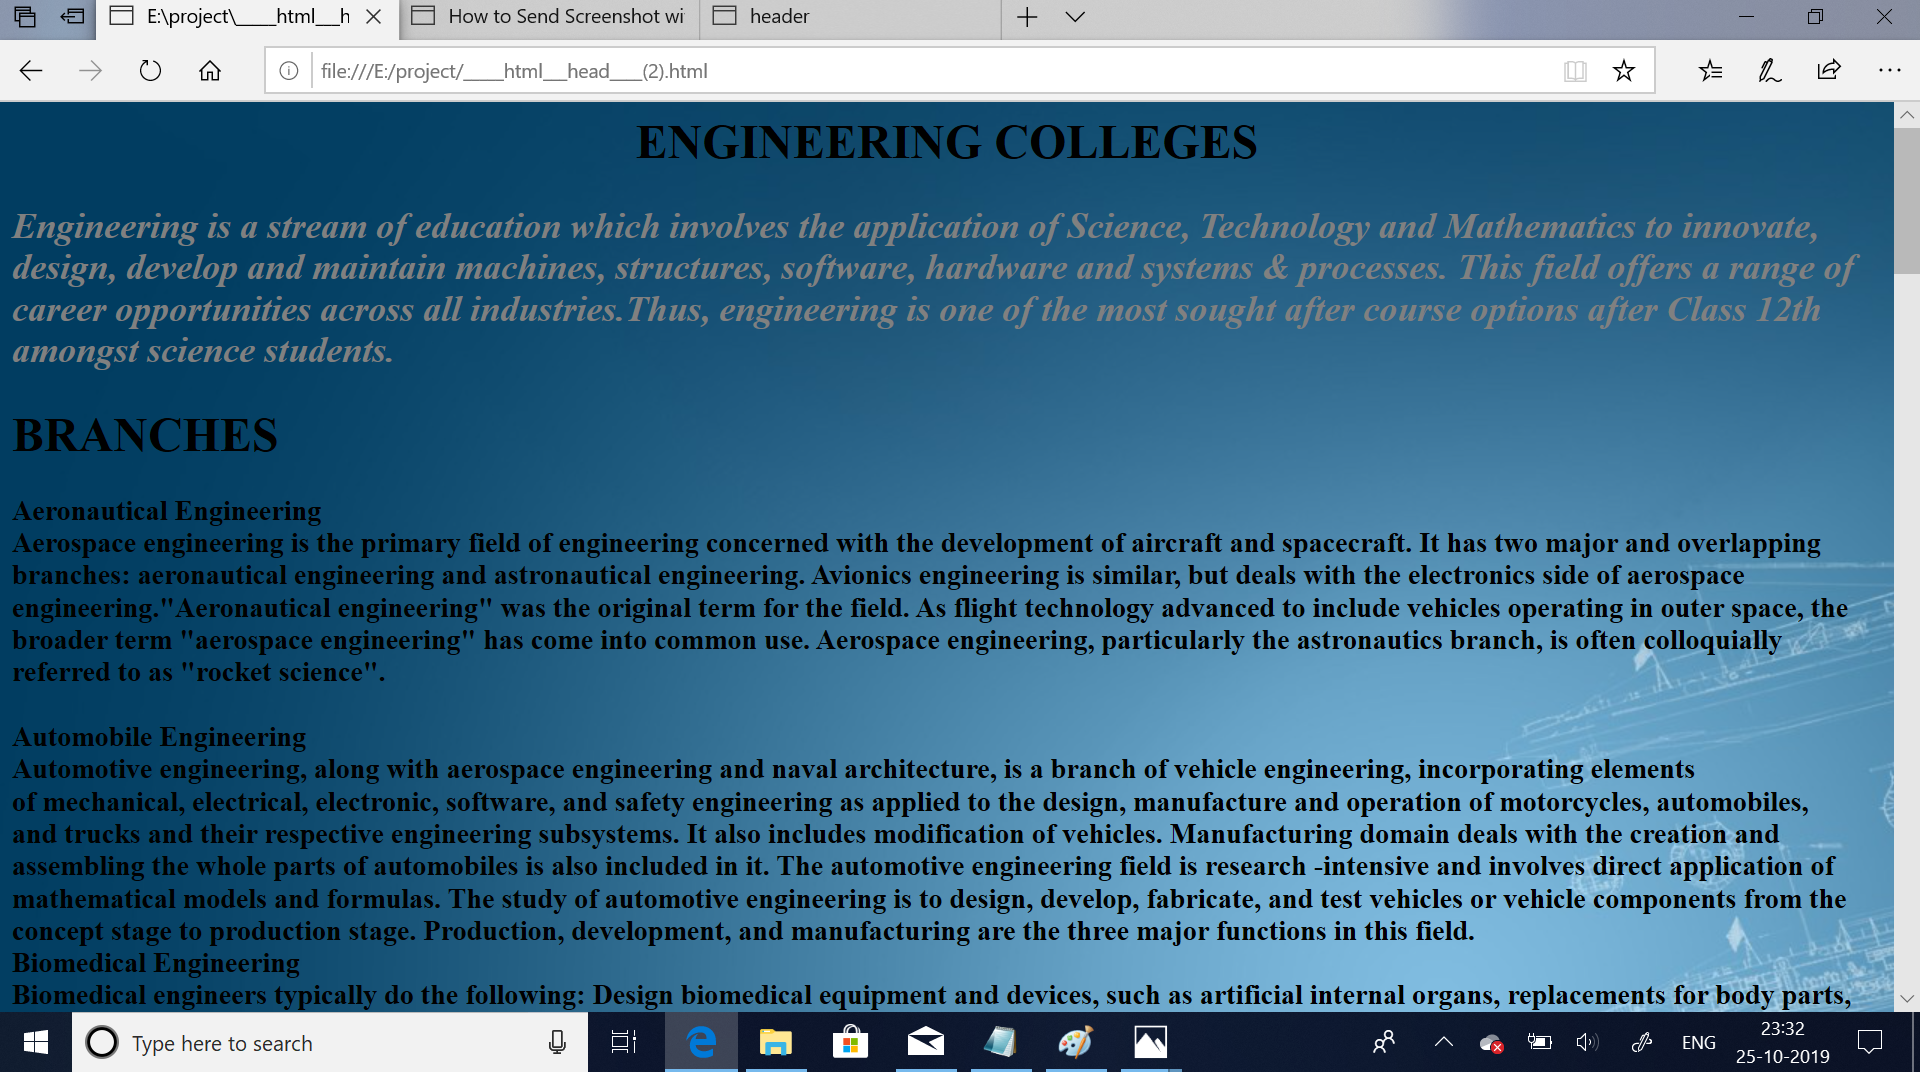 E:\project\____html__h
How to Send Screenshot wi
header
file:///E:/project/____html__head___(2).html
ENGINEERING COLLEGES
Engineering is a stream of education which involves the application of Science, Technology and Mathematics to innovate,
design, develop and maintain machines, structures, software, hardware and systems & processes. This field offers a range of
career opportunities across all industries.Thus, engineering is one of the most sought after course options after Class 12th
amongst science students.
BRANCHES
Aeronautical Engineering
Aerospace engineering is the primary field of engineering concerned with the development of aircraft and spacecraft. It has two major and overlapping
branches: aeronautical engineering and astronautical engineering. Avionics engineering is similar, but deals with the electronics side of aerospace
engineering."Aeronautical engineering" was the original term for the field. As flight technology advanced to include vehicles operating in outer space, the
broader term "aerospace engineering" has come into common use. Aerospace engineering, particularly the astronautics branch, is often colloquially
referred to as "rocket science".
Automobile Engineering
Automotive engineering, along with aerospace engineering and naval architecture, is a branch of vehicle engineering, incorporating elements
of mechanical, electrical, electronic, software, and safety engineering as applied to the design, manufacture and operation of motorcycles, automobiles,
and trucks and their respective engineering subsystems. It also includes modification of vehicles. Manufacturing domain deals with the creation and
assembling the whole parts of automobiles is also included in it. The automotive engineering field is research -intensive and involves direct application of
mathematical models and formulas. The study of automotive engineering is to design, develop, fabricate, and test vehicles or vehicle components from the
concept stage to production stage. Production, development, and manufacturing are the three major functions in this field.
Biomedical Engineering
Biomedical engineers typically do the following: Design biomedical equipment and devices, such as artificial internal organs, replacements for body parts,
Type here to search
ENG
23:32
25-10-2019